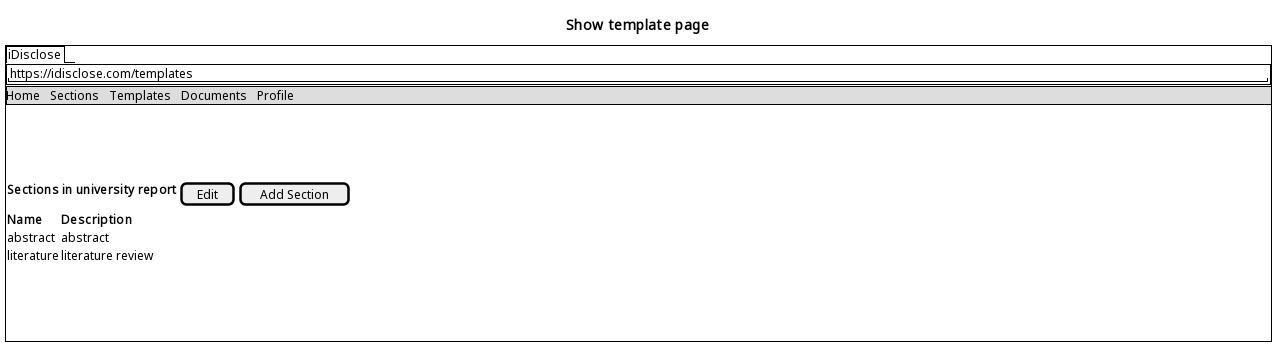 Show template page
iDisclose
https://idisclose.com/templates
Home Sections Templates Documents Profile
Sections in university report Edit Add Section
Name Description
abstract abstract
literature literature review